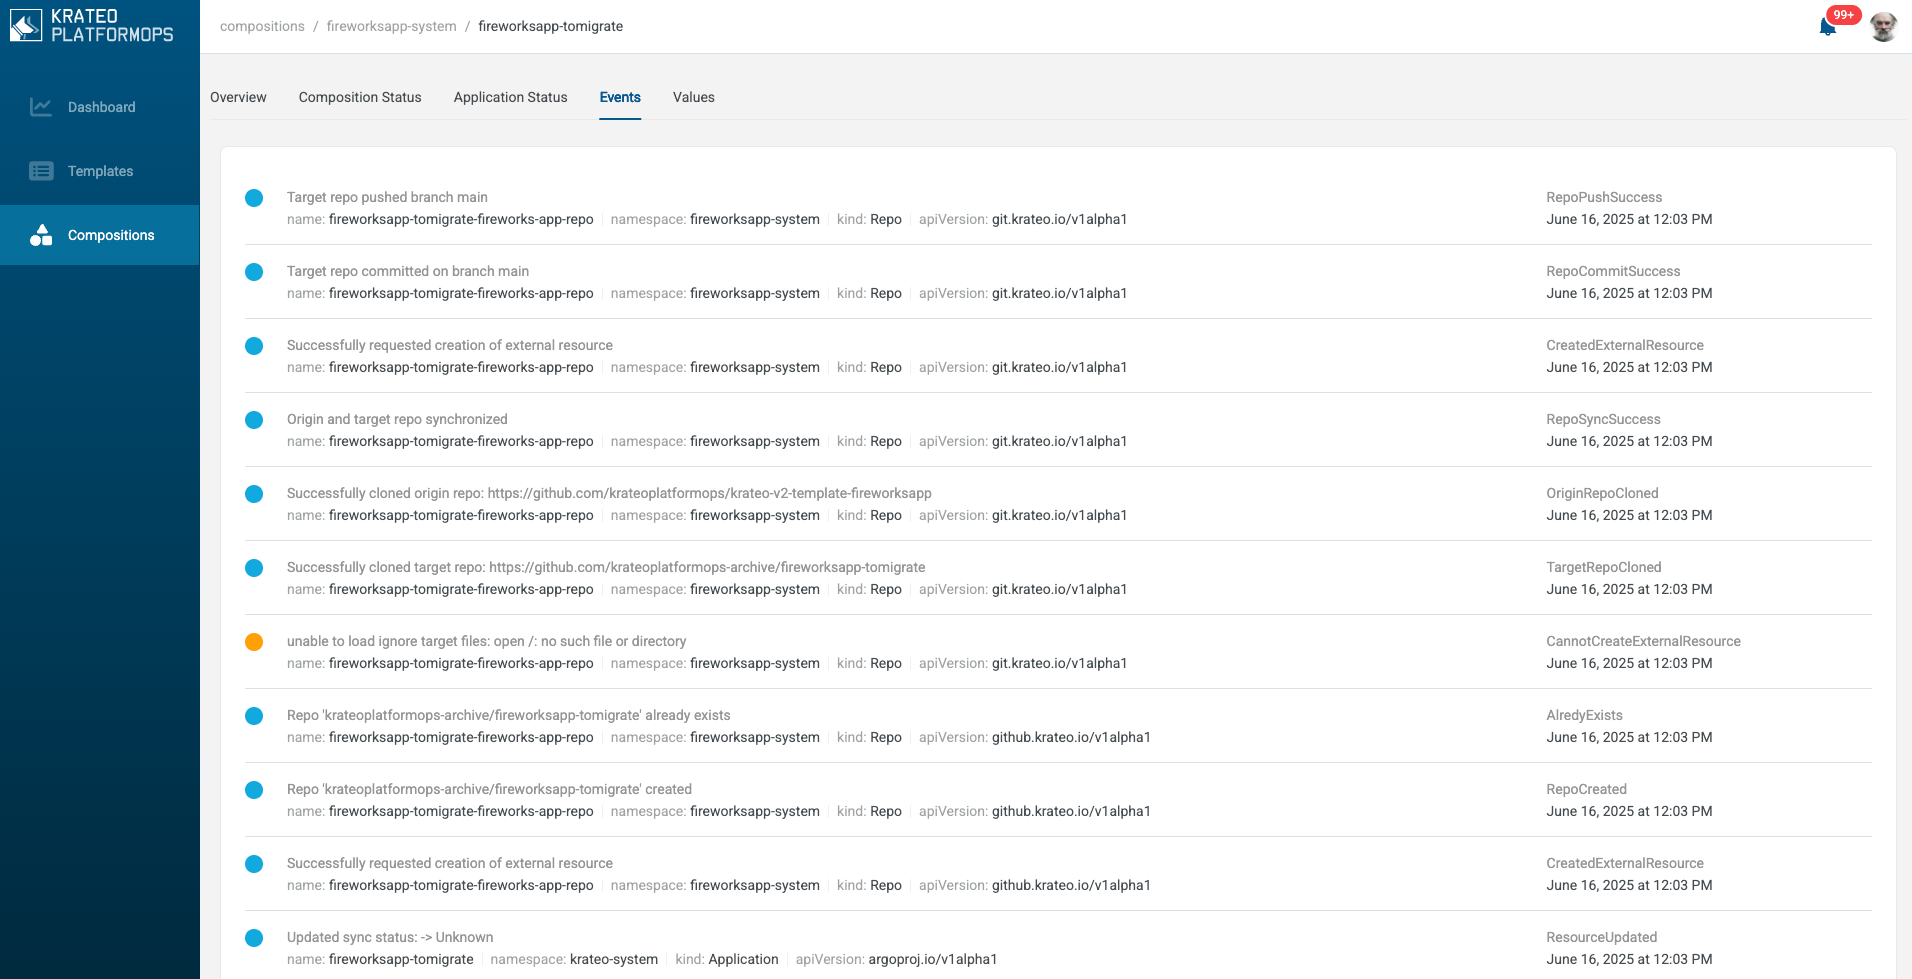 KRATEO
PLATFORMOPS
compositions / fireworksapp-system / fireworksapp-tomigrate
99+
Dashboard
Templates
Compositions
Overview Composition Status Application Status Events Values
Target repo pushed branch main RepoPushSuccess
name: fireworksapp-tomigrate-fireworks-app-repo namespace: fireworksapp-system kind: Repo apiVersion: git.krateo.io/v1alpha1 June 16, 2025 at 12:03 PM
Target repo committed on branch main RepoCommitSuccess
name: fireworksapp-tomigrate-fireworks-app-repo namespace: fireworksapp-system kind: Repo apiVersion: git.krateo.io/v1alpha1 June 16, 2025 at 12:03 PM
Successfully requested creation of external resource CreatedExternalResource
name: fireworksapp-tomigrate-fireworks-app-repo namespace: fireworksapp-system kind: Repo apiVersion: git.krateo.io/v1alpha1 June 16, 2025 at 12:03 PM
Origin and target repo synchronized RepoSyncSuccess
name: fireworksapp-tomigrate-fireworks-app-repo namespace: fireworksapp-system kind: Repo apiVersion: git.krateo.io/v1alpha1 June 16, 2025 at 12:03 PM
Successfully cloned origin repo: https://github.com/krateoplatformops/krateo-v2-template-fireworksapp OriginRepoCloned
name: fireworksapp-tomigrate-fireworks-app-repo namespace: fireworksapp-system kind: Repo apiVersion: git.krateo.io/v1alpha1 June 16, 2025 at 12:03 PM
Successfully cloned target repo: https://github.com/krateoplatformops-archive/fireworksapp-tomigrate TargetRepoCloned
name: fireworksapp-tomigrate-fireworks-app-repo namespace: fireworksapp-system kind: Repo apiVersion: git.krateo.io/v1alpha1 June 16, 2025 at 12:03 PM
unable to load ignore target files: open /: no such file or directory CannotCreateExternalResource
name: fireworksapp-tomigrate-fireworks-app-repo namespace: fireworksapp-system kind: Repo apiVersion: git.krateo.io/v1alpha1 June 16, 2025 at 12:03 PM
Repo 'krateoplatformops-archive/fireworksapp-tomigrate' already exists AlredyExists
name: fireworksapp-tomigrate-fireworks-app-repo namespace: fireworksapp-system kind: Repo apiVersion: github.krateo.io/v1alpha1 June 16, 2025 at 12:03 PM
Repo 'krateoplatformops-archive/fireworksapp-tomigrate' created RepoCreated
name: fireworksapp-tomigrate-fireworks-app-repo namespace: fireworksapp-system kind: Repo apiVersion: github.krateo.io/v1alpha1 June 16, 2025 at 12:03 PM
Successfully requested creation of external resource CreatedExternalResource
name: fireworksapp-tomigrate-fireworks-app-repo namespace: fireworksapp-system kind: Repo apiVersion: github.krateo.io/v1alpha1 June 16, 2025 at 12:03 PM
Updated sync status: -> Unknown ResourceUpdated
name: fireworksapp-tomigrate namespace: krateo-system kind: Application apiVersion: argoproj.io/v1alpha1 June 16, 2025 at 12:03 PM